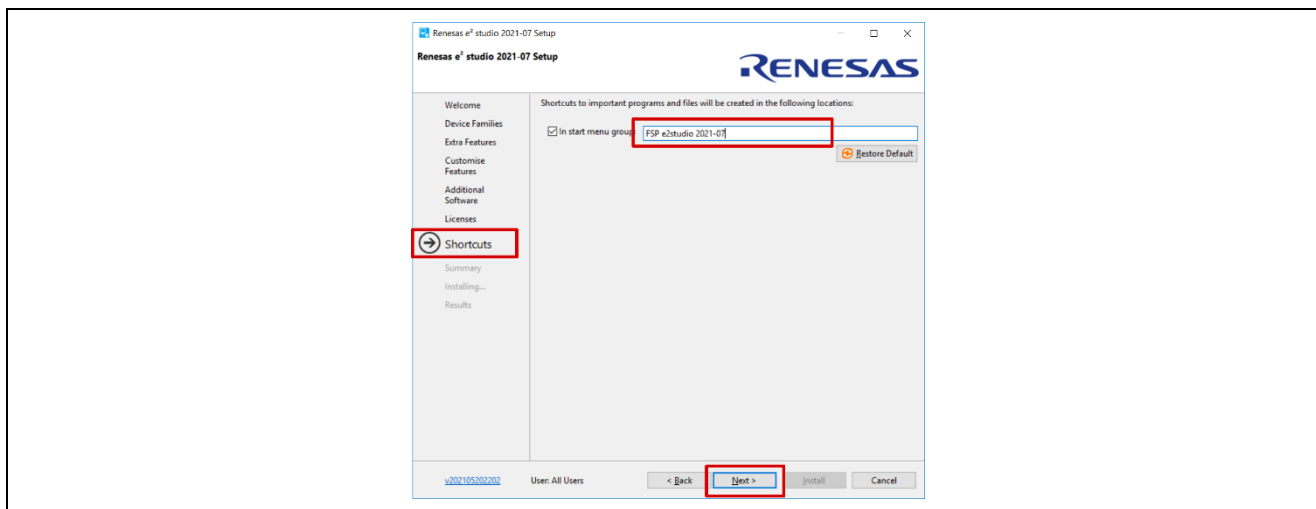 Renesas e² studio 2021-07 Setup
Renesas e² studio 2021-07 Setup
RENESAS
Welcome
Device Families
Extra Features
Customise
Features
Additional
Software
Licenses
Shortcuts
Summary
Installing...
Results
Shortcuts to important programs and files will be created in the following locations:
In start menu group: FSP e2studio 2021-07
Restore Default
v202105202202 User: All Users < Back Next > Install Cancel